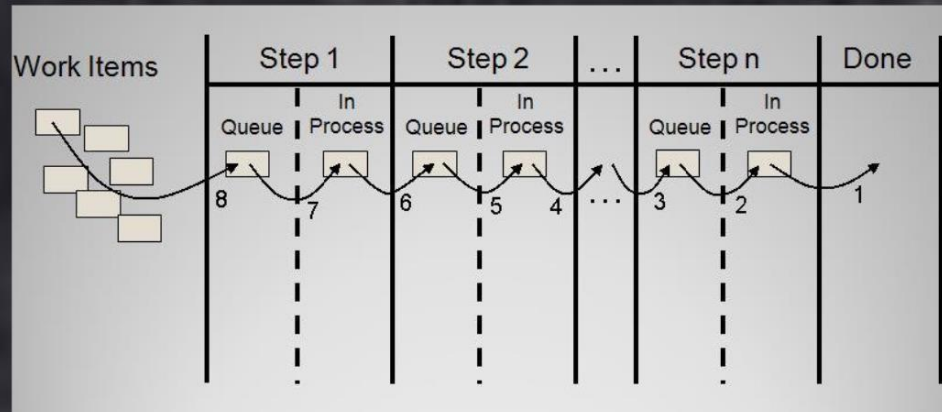 Work Items Step 1 Step 2 ... Step n Done
Queue In Process Queue In Process Queue In Process
8 7 6 5 4 ... 3 2 1